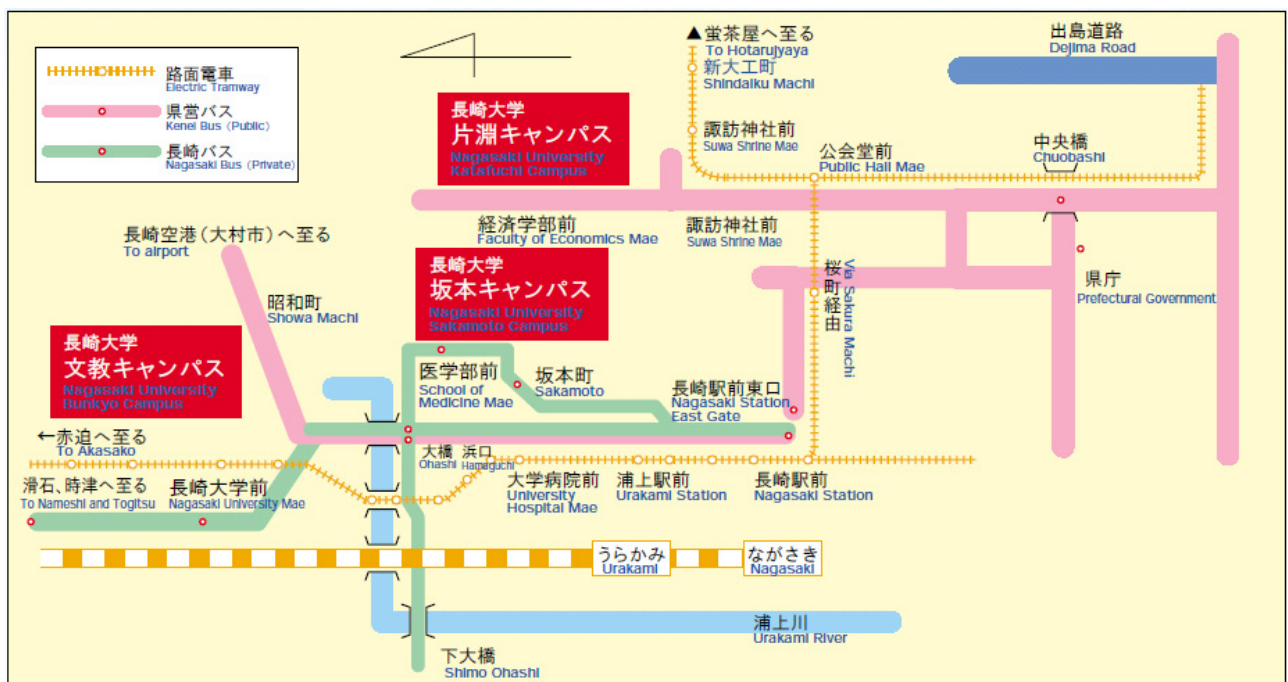 路面電車
Electric Tramway
県営バス
Kenei Bus (Public)
長崎バス
Nagasaki Bus (Private)
▲蛍茶屋へ至る
To Hotarujyaya
新大工町
Shindaiku Machi
出島道路
Dejima Road
長崎大学
片淵キャンパス
Nagasaki University
Katafuchi Campus
諏訪神社前
Suwa Shrine Mae
公会堂前
Public Hall Mae
中央橋
Chuobashi
経済学部前
Faculty of Economics Mae
諏訪神社前
Suwa Shrine Mae
長崎空港(大村市)へ至る
To airport
長崎大学
坂本キャンパス
Nagasaki University
Sakamoto Campus
桜町経由
Via Sakura Machi
県庁
Prefectural Government
昭和町
Showa Machi
長崎大学
文教キャンパス
Nagasaki University
Bunkyo Campus
医学部前
School of
Medicine Mae
坂本町
Sakamoto
長崎駅前東口
Nagasaki Station
East Gate
←赤迫へ至る
To Akasako
大橋
Ohashi
浜口
Hamaguchi
滑石、時津へ至る
To Nameshi and Togitsu
長崎大学前
Nagasaki University Mae
大学病院前
University
Hospital Mae
浦上駅前
Urakami Station
長崎駅前
Nagasaki Station
うらかみ
Urakami
ながさき
Nagasaki
浦上川
Urakami River
下大橋
Shimo Ohashi